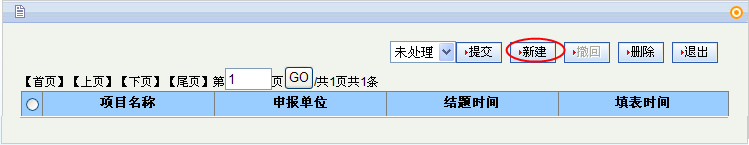 未处理 提交 新建 撤回 删除 退出
【首页】【上页】【下页】【尾页】第1页GO/共1页共1条
项目名称 申报单位 结题时间 填表时间